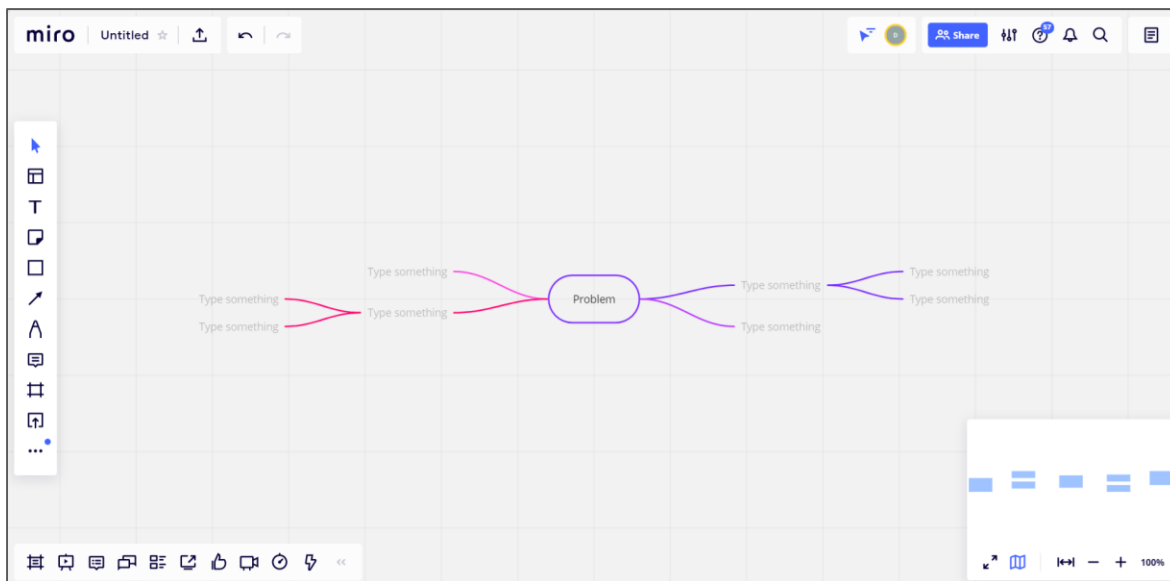 miro Untitled Share 57
Type something Type something
Type something Problem Type something
Type something Type something Type something
Type something Type something
100%